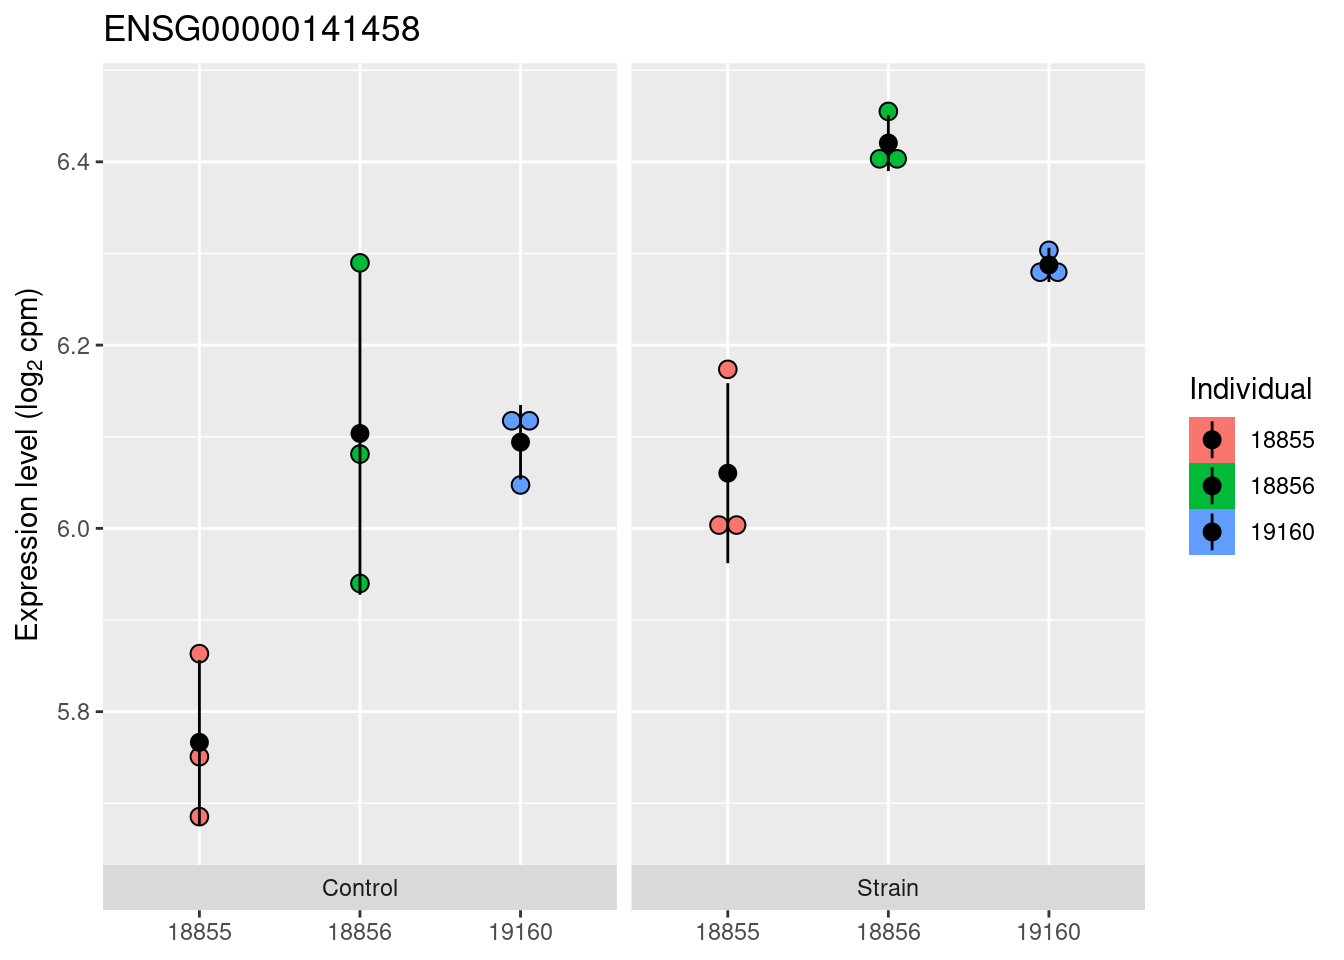 ENSG00000141458
Expression level (log₂ cpm)
6.4
6.2
6.0
5.8
Control
Strain
18855
18856
19160
18855
18856
19160
Individual
18855
18856
19160